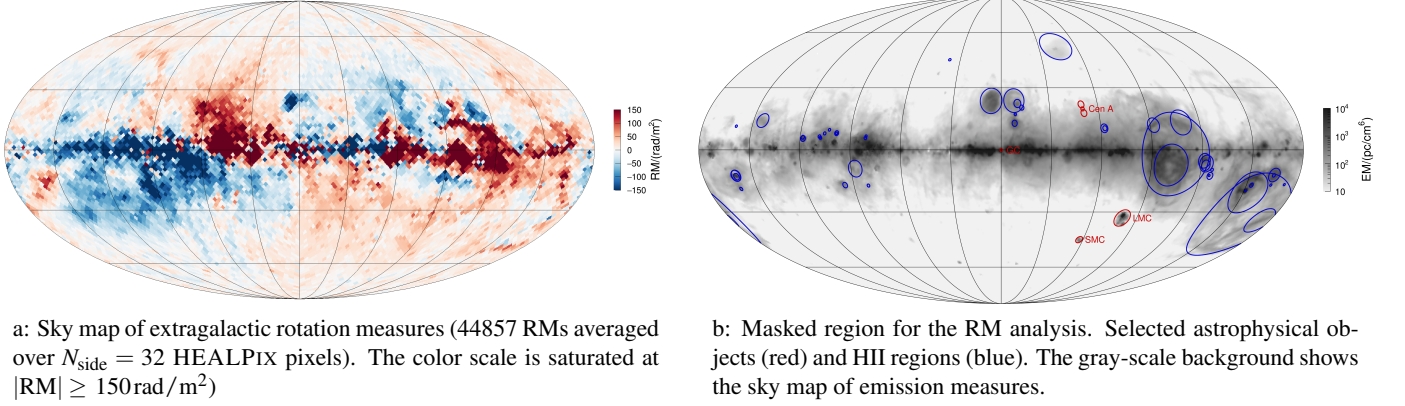 150
100
50
0
−50
−100
−150
RM/(rad/m²)
Cen A
LMC
SMC
10⁴
10³
10²
10
EM/(pc/cm⁶)
a: Sky map of extragalactic rotation measures (44857 RMs averaged
over Nside = 32 HEALPIX pixels). The color scale is saturated at
|RM| ≥ 150 rad/m²)
b: Masked region for the RM analysis. Selected astrophysical ob-
jects (red) and HII regions (blue). The gray-scale background shows
the sky map of emission measures.